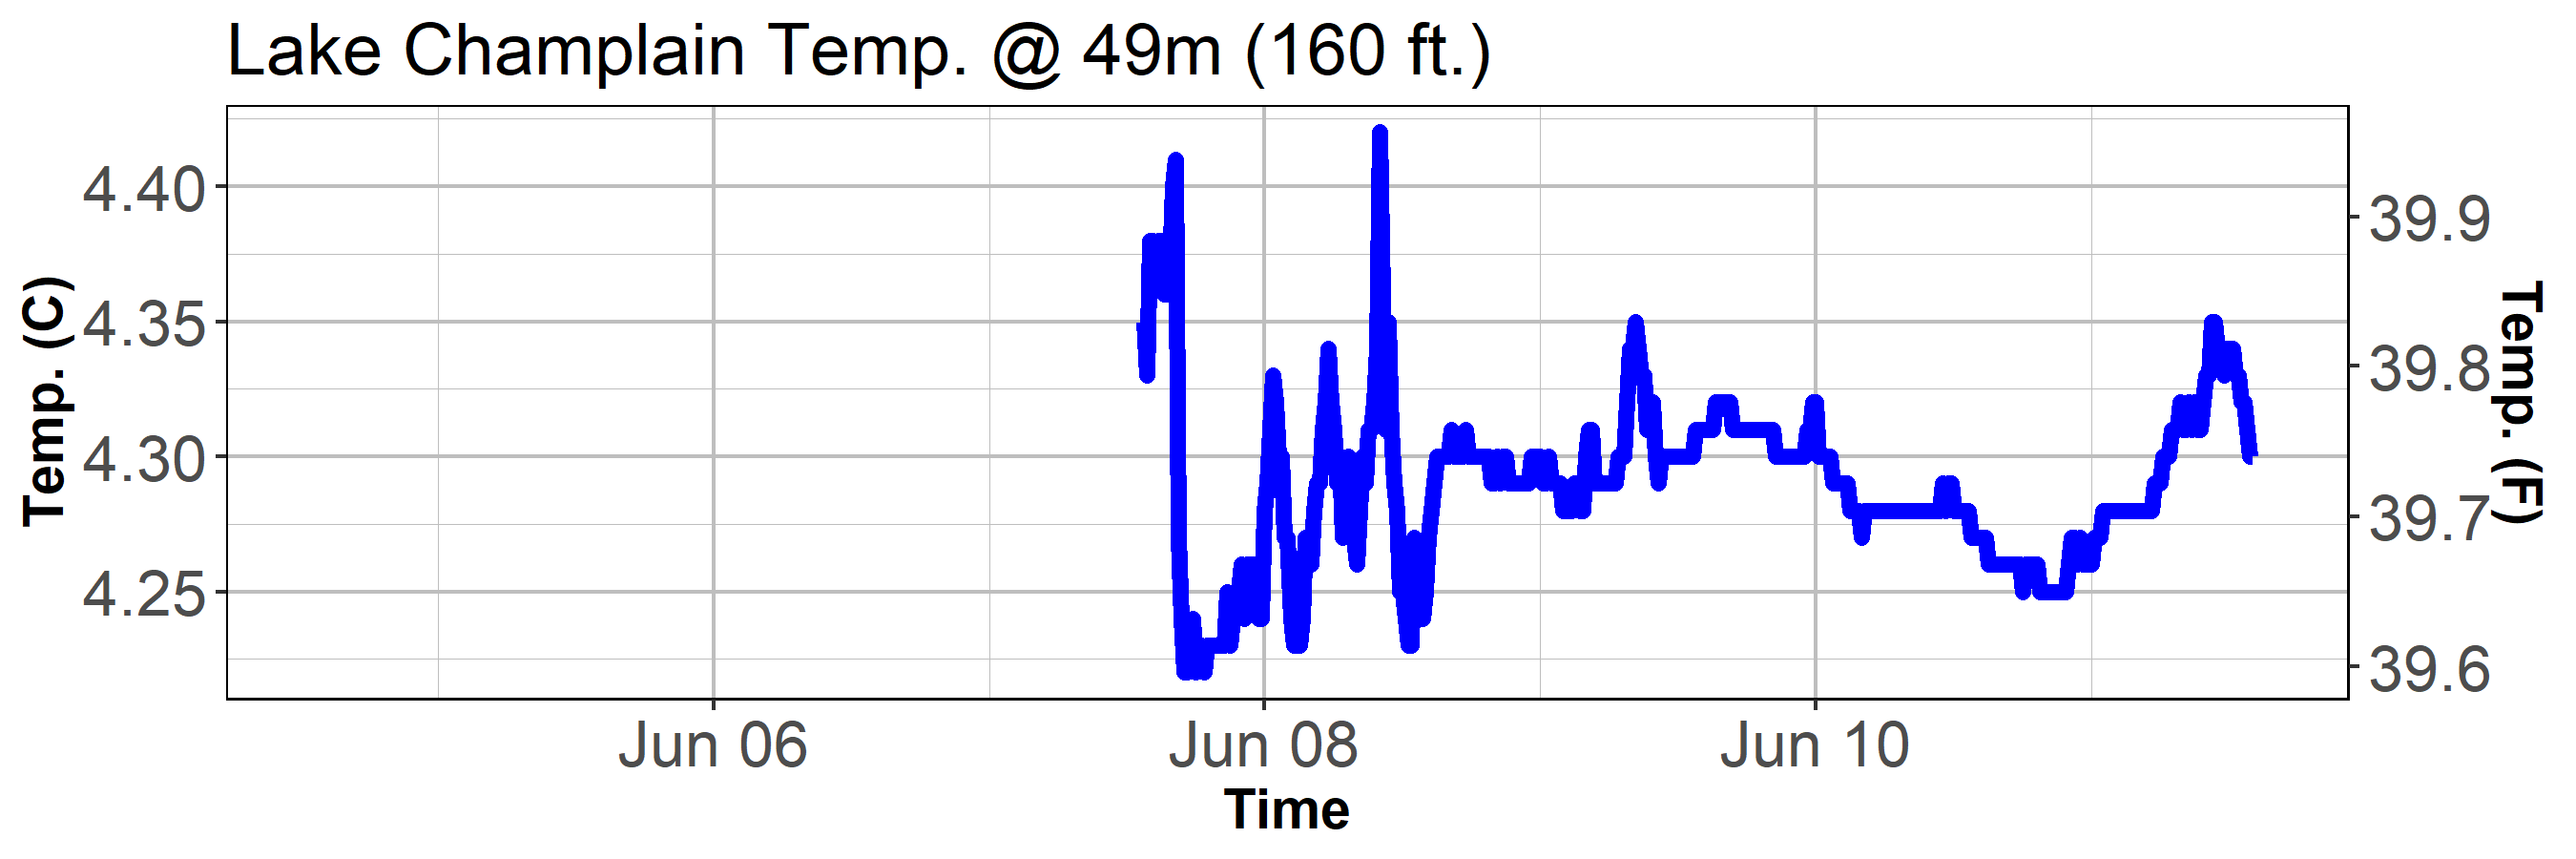 Lake Champlain Temp. @ 49m (160 ft.)
Temp. (C)
4.40
4.35
4.30
4.25
39.9
39.8
39.7
39.6
Temp. (F)
Jun 06
Jun 08
Jun 10
Time